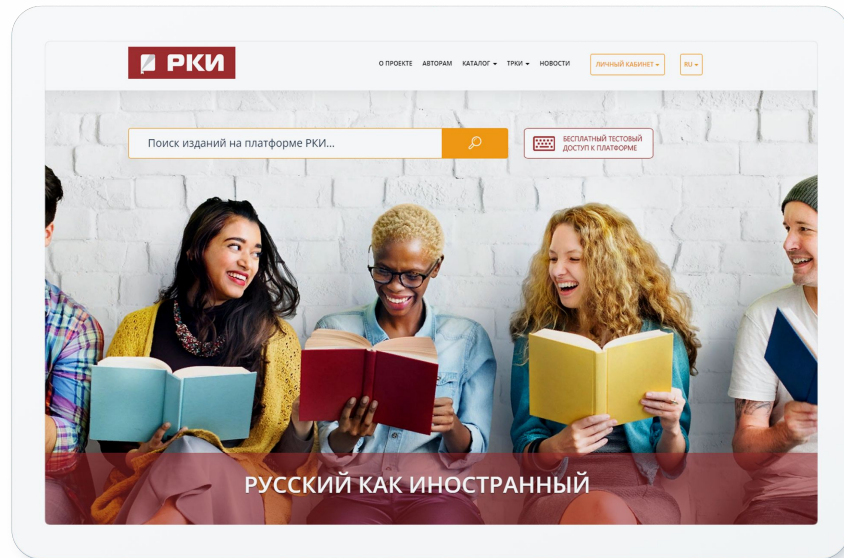 РКИ
О ПРОЕКТЕ АВТОРАМ КАТАЛОГ ТРКИ НОВОСТИ ЛИЧНЫЙ КАБИНЕТ RU
Поиск изданий на платформе РКИ...
БЕСПЛАТНЫЙ ТЕСТОВЫЙ
ДОСТУП К ПЛАТФОРМЕ
РУССКИЙ КАК ИНОСТРАННЫЙ